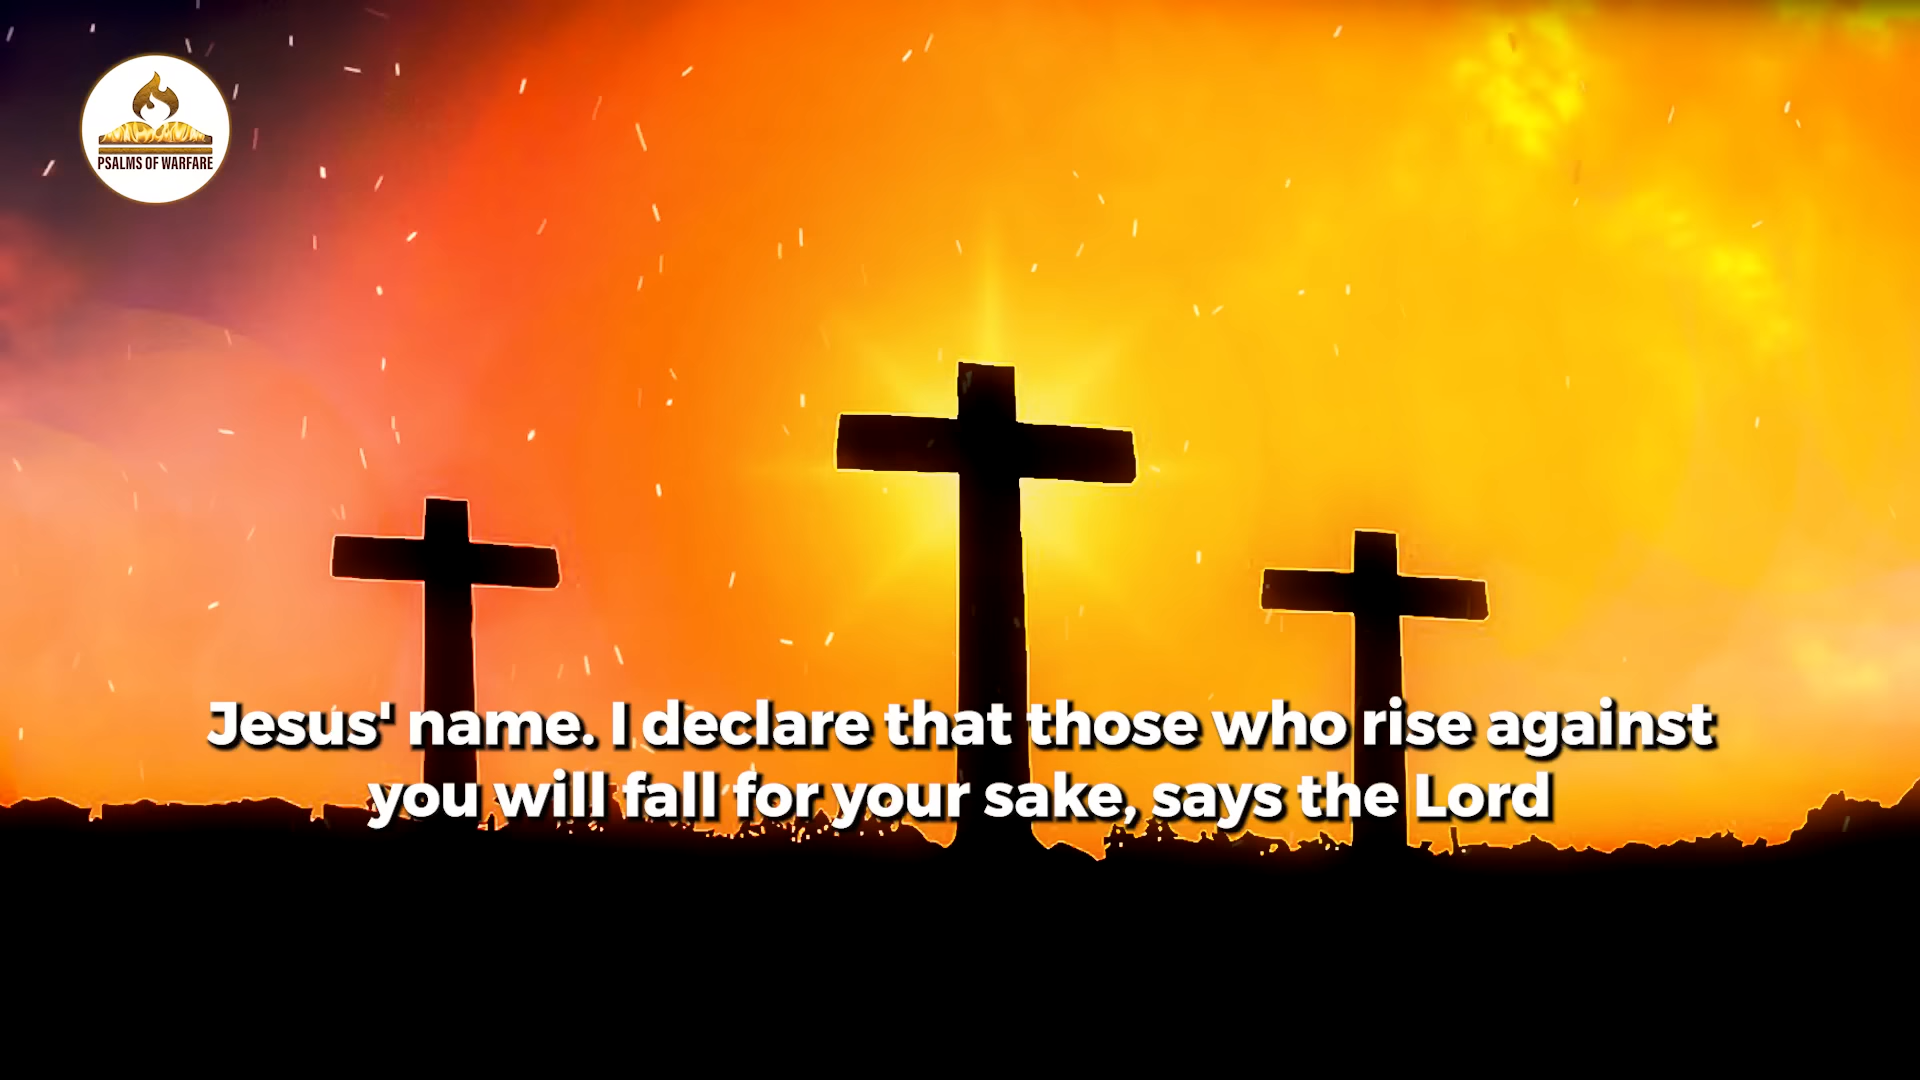 PSALMS OF WARFARE
Jesus' name. I declare that those who rise against
you will fall for your sake, says the Lord